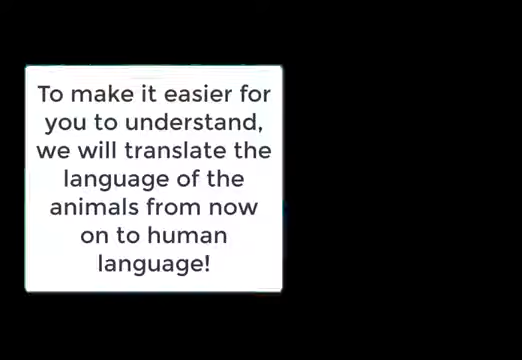 To make it easier for
you to understand,
we will translate the
language of the
animals from now
on to human
language!